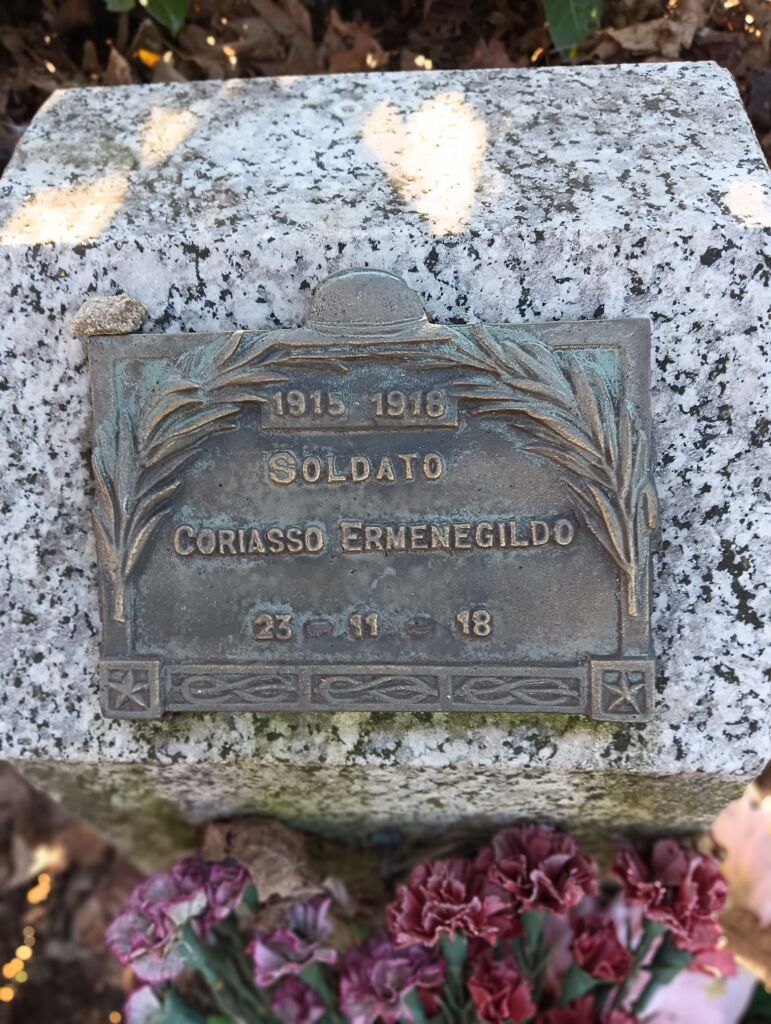 1915 1918
SOLDATO
CORIASSO ERMENEGILDO
23 - 11 - 18